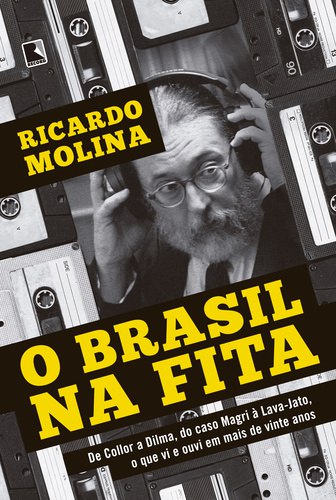 RECORD
RICARDO
MOLINA
O BRASIL
NA FITA
De Collor a Dilma, do caso Magri à Lava-Jato,
o que vi e ouvi em mais de vinte anos